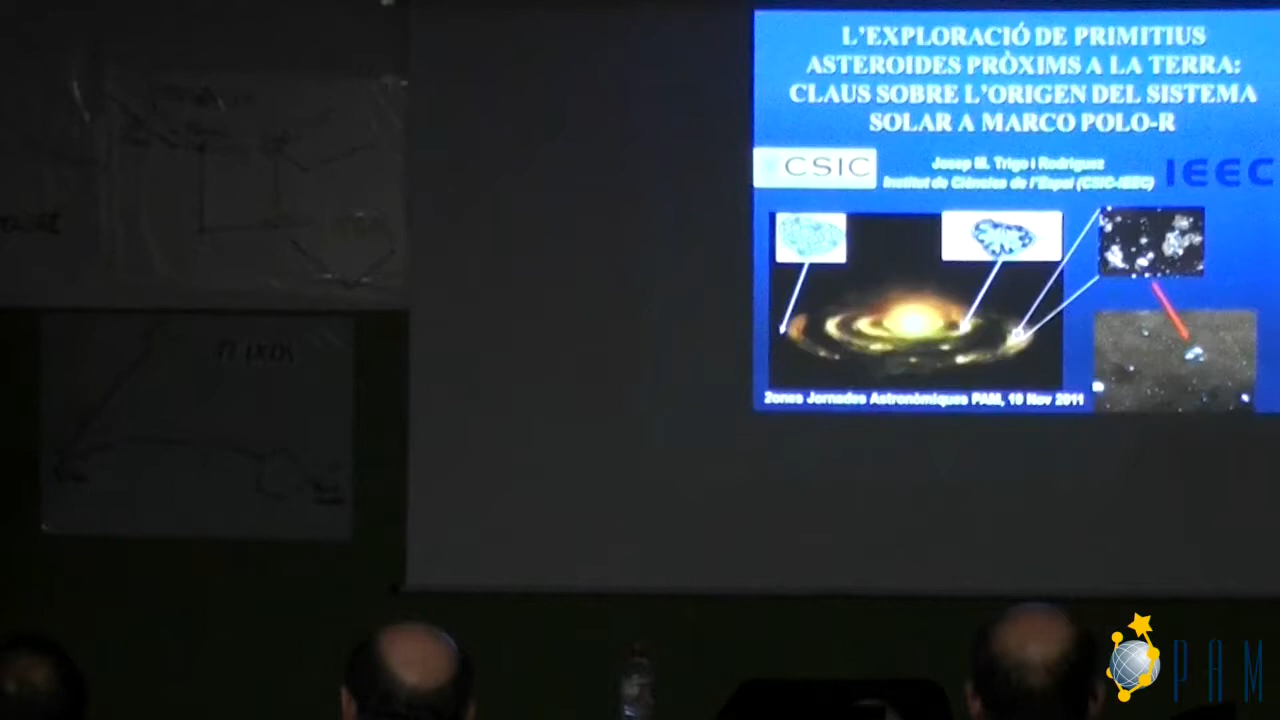 L'EXPLORACIÓ DE PRIMITIUS
ASTEROIDES PRÒXIMS A LA TERRA:
CLAUS SOBRE L'ORIGEN DEL SISTEMA
SOLAR A MARCO POLO-R
CSIC
Josep M. Trigo i Rodríguez
Institut de Ciències de l'Espai (CSIC-IEEC)
IEEC
2ones Jornades Astronòmiques PAM, 19 Nov 2011
PAM